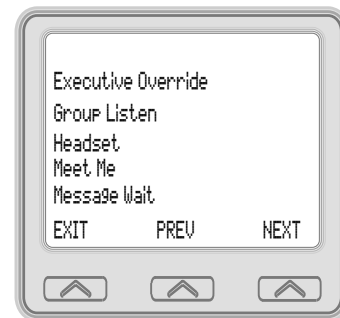 Executive Override
Group Listen
Headset
Meet Me
Message Wait
EXIT PREV NEXT